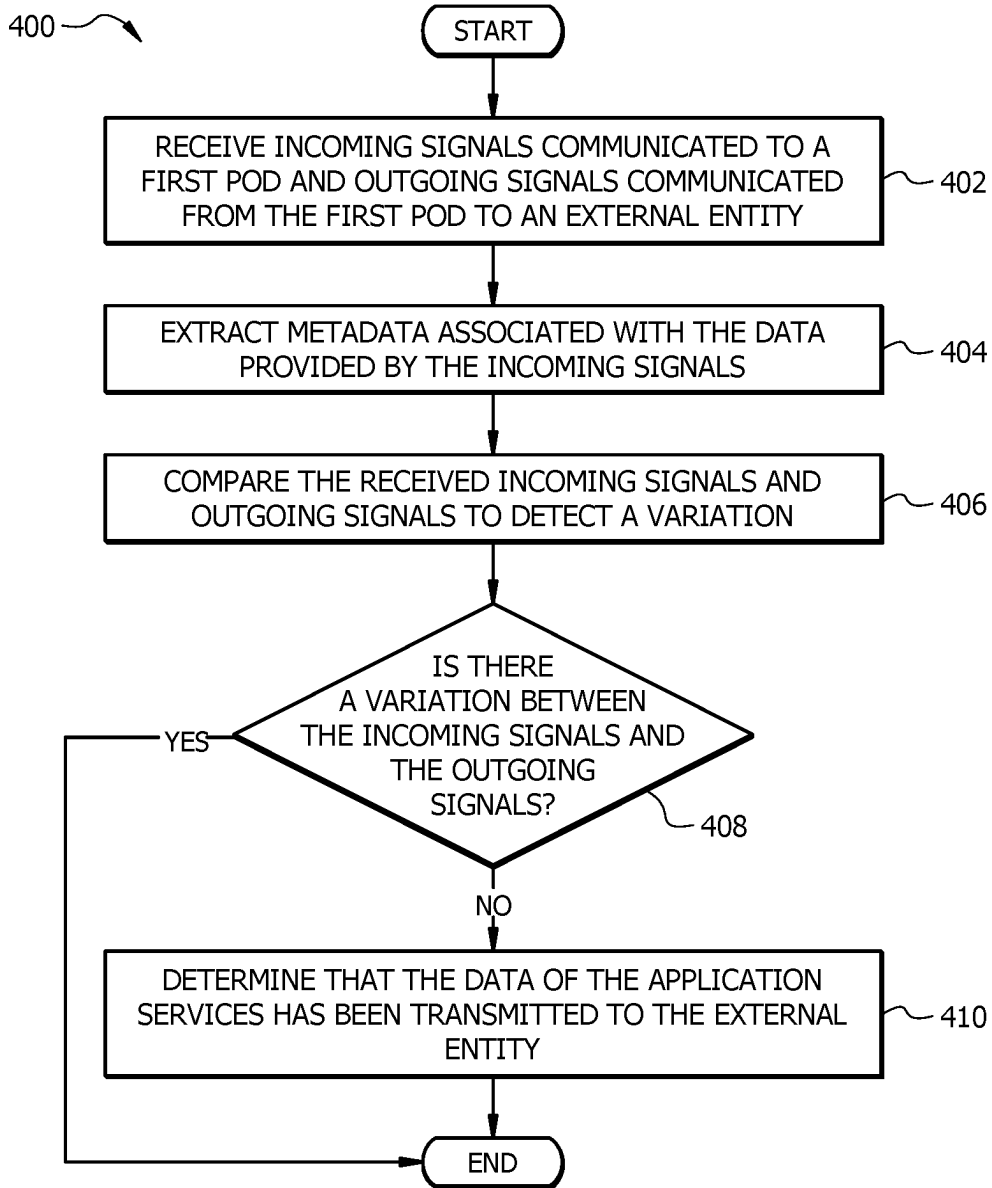 400
START
RECEIVE INCOMING SIGNALS COMMUNICATED TO A
FIRST POD AND OUTGOING SIGNALS COMMUNICATED
FROM THE FIRST POD TO AN EXTERNAL ENTITY
402
EXTRACT METADATA ASSOCIATED WITH THE DATA
PROVIDED BY THE INCOMING SIGNALS
404
COMPARE THE RECEIVED INCOMING SIGNALS AND
OUTGOING SIGNALS TO DETECT A VARIATION
406
IS THERE
A VARIATION BETWEEN
THE INCOMING SIGNALS AND
THE OUTGOING
SIGNALS?
YES
408
NO
DETERMINE THAT THE DATA OF THE APPLICATION
SERVICES HAS BEEN TRANSMITTED TO THE EXTERNAL
ENTITY
410
END